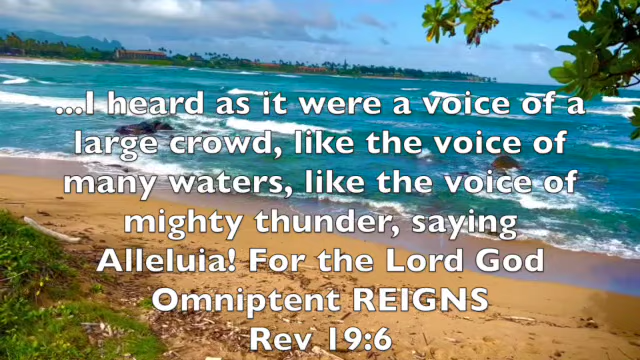 ...I heard as it were a voice of a
large crowd, like the voice of
many waters, like the voice of
mighty thunder, saying
Alleluia! For the Lord God
Omniptent REIGNS
Rev 19:6